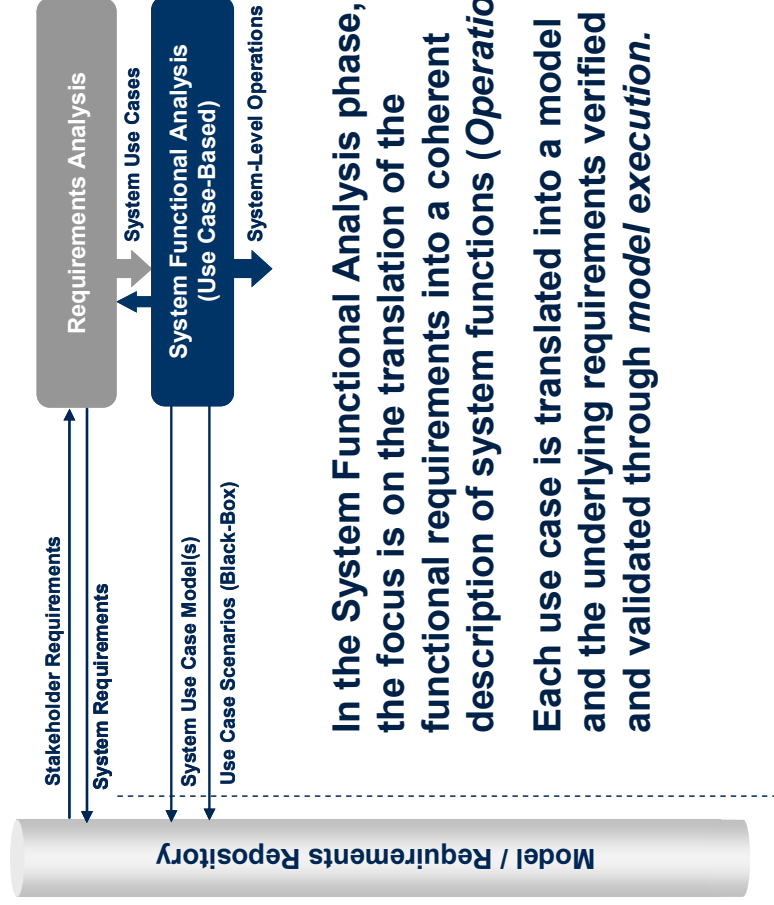 Requirements Analysis
System Use Cases
System Functional Analysis
(Use Case-Based)
System-Level Operations
Stakeholder Requirements
System Requirements
System Use Case Model(s)
Use Case Scenarios (Black-Box)
Model / Requirements Repository
In the System Functional Analysis phase,
the focus is on the translation of the
functional requirements into a coherent
description of system functions (
Each use case is translated into a model
and the underlying requirements verified
and validated through model execution.